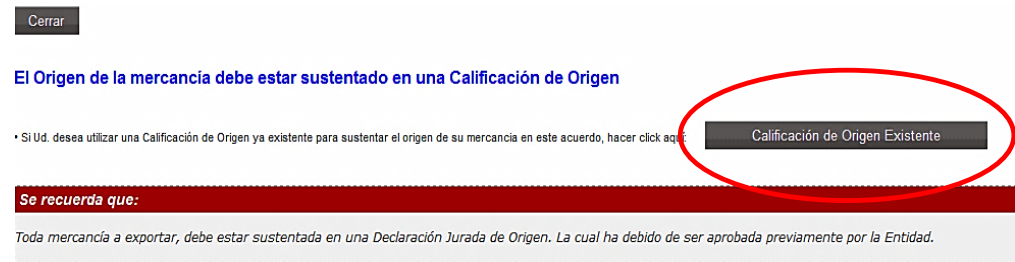 Cerrar
El Origen de la mercancía debe estar sustentado en una Calificación de Origen
• Si Ud. desea utilizar una Calificación de Origen ya existente para sustentar el origen de su mercancia en este acuerdo, hacer click aquí: Calificación de Origen Existente
Se recuerda que:
Toda mercancía a exportar, debe estar sustentada en una Declaración Jurada de Origen. La cual ha debido de ser aprobada previamente por la Entidad.